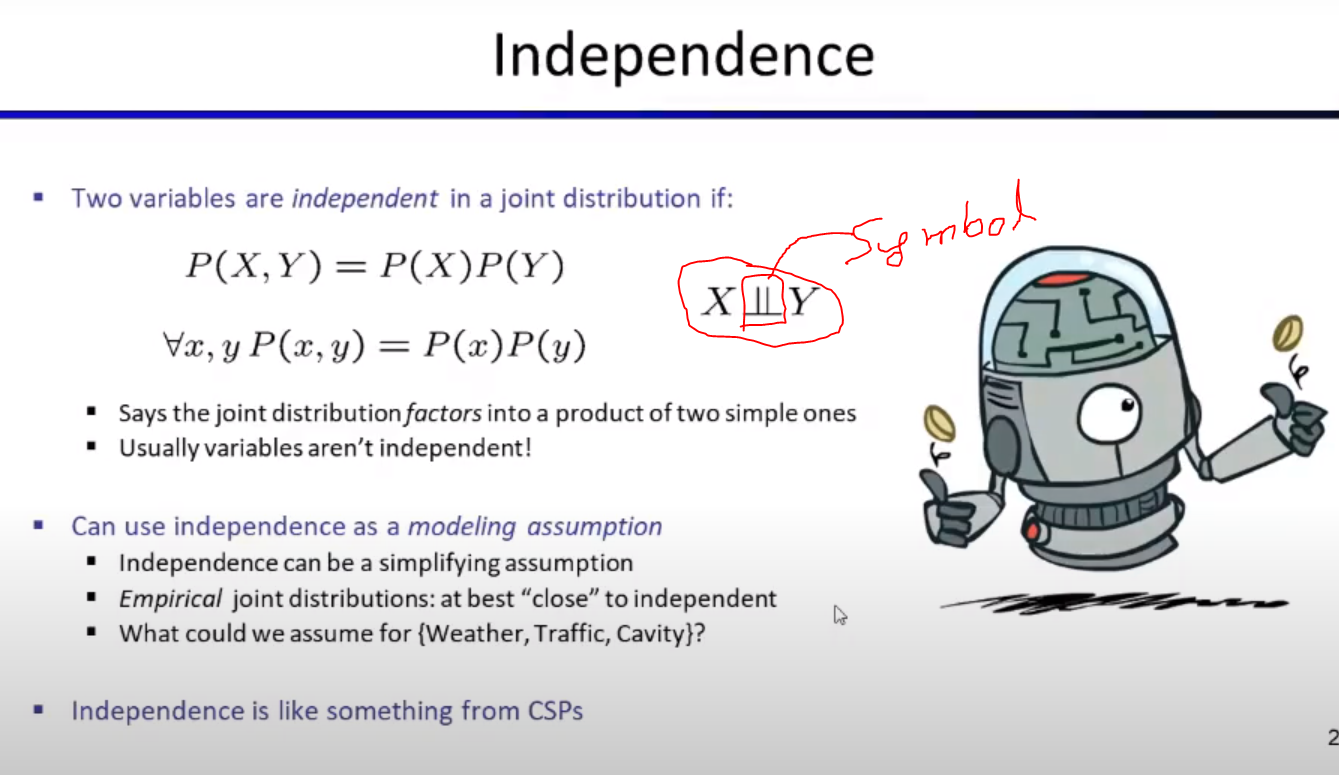 Independence
▪ Two variables are independent in a joint distribution if:
P(X, Y) = P(X)P(Y)
Symbol
X ⫫ Y
∀x, y P(x, y) = P(x)P(y)
▪ Says the joint distribution factors into a product of two simple ones
▪ Usually variables aren’t independent!
▪ Can use independence as a modeling assumption
▪ Independence can be a simplifying assumption
▪ Empirical joint distributions: at best “close” to independent
▪ What could we assume for {Weather, Traffic, Cavity}?
▪ Independence is like something from CSPs
2